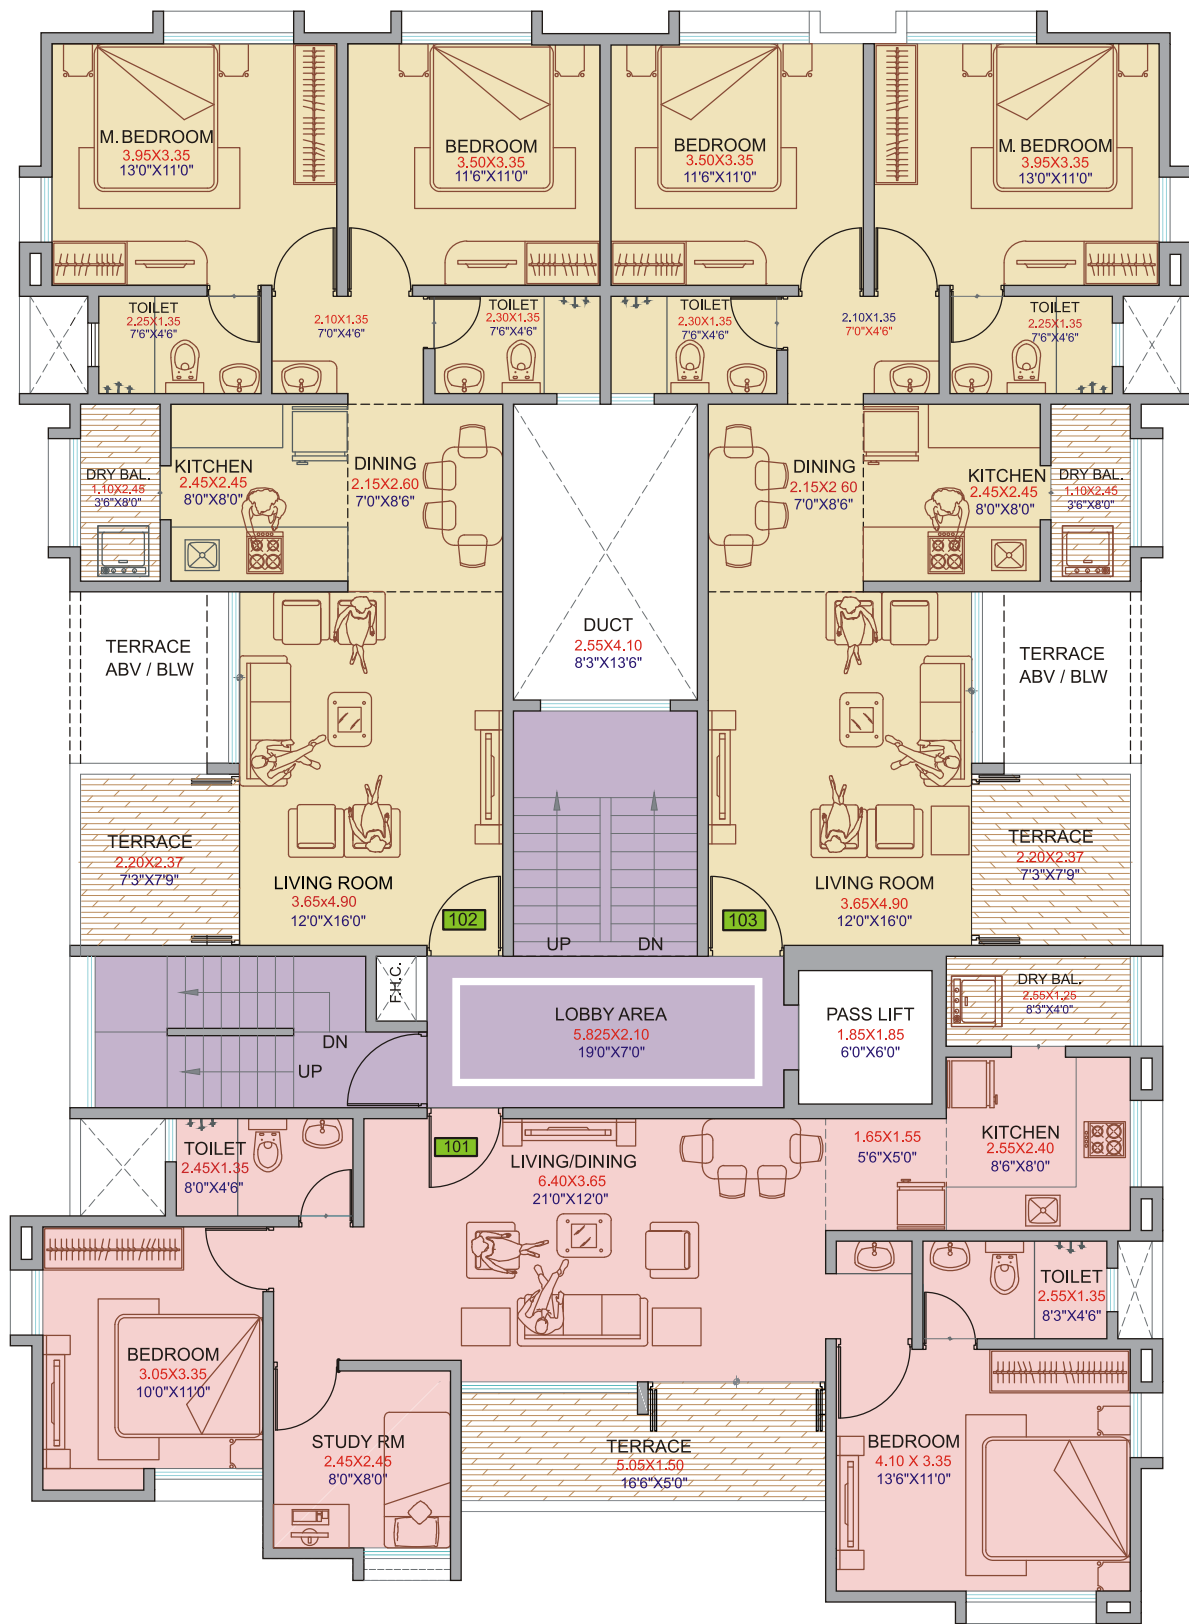 M. BEDROOM
3.95X3.35
13'0"X11'0"
BEDROOM
3.50X3.35
11'6"X11'0"
BEDROOM
3.50X3.35
11'6"X11'0"
M. BEDROOM
3.95X3.35
13'0"X11'0"
TOILET
2.25X1.35
7'6"X4'6"
2.10X1.35
7'0"X4'6"
TOILET
2.30X1.35
7'6"X4'6"
TOILET
2.30X1.35
7'6"X4'6"
2.10X1.35
7'0"X4'6"
TOILET
2.25X1.35
7'6"X4'6"
DRY BAL.
1.10X2.45
3'6"X8'0"
KITCHEN
2.45X2.45
8'0"X8'0"
DINING
2.15X2.60
7'0"X8'6"
DINING
2.15X2 60
7'0"X8'6"
KITCHEN
2.45X2.45
8'0"X8'0"
DRY BAL.
1.10X2.45
3'6"X8'0"
TERRACE
ABV / BLW
DUCT
2.55X4.10
8'3"X13'6"
TERRACE
ABV / BLW
TERRACE
2.20X2.37
7'3"X7'9"
LIVING ROOM
3.65x4.90
12'0"X16'0"
102
UP
DN
103
LIVING ROOM
3.65x4.90
12'0"X16'0"
TERRACE
2.20X2.37
7'3"X7'9"
DN
UP
F.H.C.
LOBBY AREA
5.825X2.10
19'0"X7'0"
PASS LIFT
1.85X1.85
6'0"X6'0"
DRY BAL.
2.55X1.25
8'3"X4'0"
TOILET
2.45X1.35
8'0"X4'6"
101
LIVING/DINING
6.40X3.65
21'0"X12'0"
1.65X1.55
5'6"X5'0"
KITCHEN
2.55X2.40
8'6"X8'0"
TOILET
2.55X1.35
8'3"X4'6"
BEDROOM
3.05X3.35
10'0"X11'0"
STUDY RM
2.45X2.45
8'0"X8'0"
TERRACE
5.05X1.50
16'6"X5'0"
BEDROOM
4.10 X 3.35
13'6"X11'0"